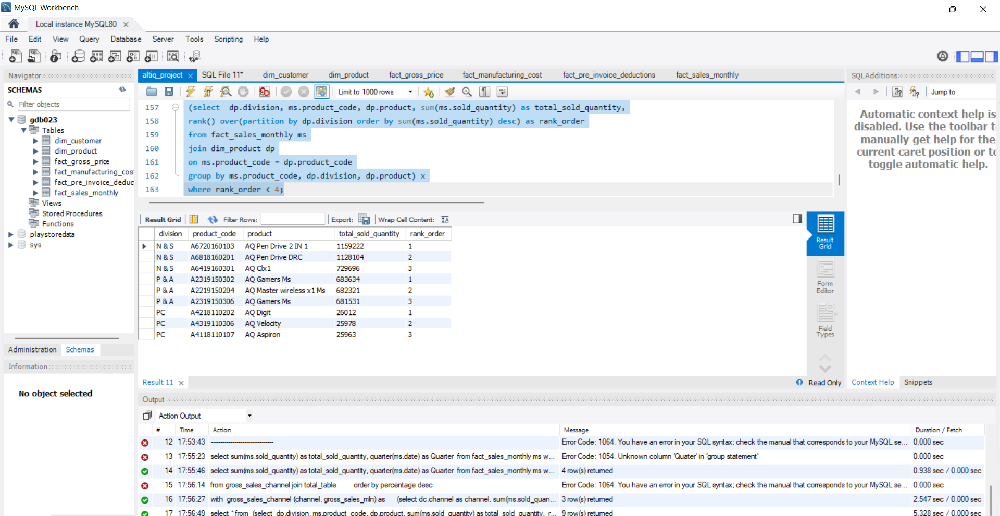 MySQL Workbench
Local instance MySQL80
File Edit View Query Database Server Tools Scripting Help
Navigator
SCHEMAS
Filter objects
gdb023
Tables
dim_customer
dim_product
fact_gross_price
fact_manufacturing_cos
fact_pre_invoice_deduc
fact_sales_monthly
Views
Stored Procedures
Functions
playstoredata
sys
Administration Schemas
Information
No object selected
altiq_project SQL File 11* dim_customer dim_product fact_gross_price fact_manufacturing_cost fact_pre_invoice_deductions fact_sales_monthly
Limit to 1000 rows
157 (select dp.division, ms.product_code, dp.product, sum(ms.sold_quantity) as total_sold_quantity,
158 rank() over(partition by dp.division order by sum(ms.sold_quantity) desc) as rank_order
159 from fact_sales_monthly ms
160 join dim_product dp
161 on ms.product_code = dp.product_code
162 group by ms.product_code, dp.division, dp.product) x
163 where rank_order < 4;
Result Grid Filter Rows: Export: Wrap Cell Content:
division product_code product total_sold_quantity rank_order
N & S A6720160103 AQ Pen Drive 2 IN 1 1159222 1
N & S A6818160201 AQ Pen Drive DRC 1128104 2
N & S A6419160301 AQ Clx1 729696 3
P & A A2319150302 AQ Gamers Ms 683634 1
P & A A2219150204 AQ Master wireless x1 Ms 682321 2
P & A A2319150306 AQ Gamers Ms 681531 3
PC A4218110202 AQ Digit 26012 1
PC A4319110306 AQ Velocity 25978 2
PC A4118110107 AQ Aspiron 25963 3
Result Grid
Form Editor
Field Types
Result 11
Read Only
SQLAdditions
Jump to
Automatic context help is
disabled. Use the toolbar t
manually get help for the
current caret position or to
toggle automatic help.
Context Help Snippets
Output
Action Output
# Time Action Message Duration / Fetch
12 17:53:43 -------------------------------- Error Code: 1064. You have an error in your SQL syntax; check the manual that corresponds to your MySQL se... 0.000 sec
13 17:55:23 select sum(ms.sold_quantity) as total_sold_quantity, quarter(ms.date) as Quarter from fact_sales_monthly ms w... Error Code: 1054. Unknown column 'Quater' in 'group statement' 0.000 sec
14 17:55:46 select sum(ms.sold_quantity) as total_sold_quantity, quarter(ms.date) as Quarter from fact_sales_monthly ms w... 4 row(s) returned 0.938 sec / 0.000 sec
15 17:56:14 from gross_sales_channel join total_table order by percentage desc Error Code: 1064. You have an error in your SQL syntax; check the manual that corresponds to your MySQL se... 0.000 sec
16 17:56:27 with gross_sales_channel (channel, gross_sales_mln) as (select dc.channel as channel, sum(ms.sold_quan... 3 row(s) returned 2.547 sec / 0.000 sec
17 17:56:49 select * from (select dp.division, ms.product_code, dp.product, sum(ms.sold_quantity) as total_sold_quantity, r... 9 row(s) returned 5.328 sec / 0.000 sec